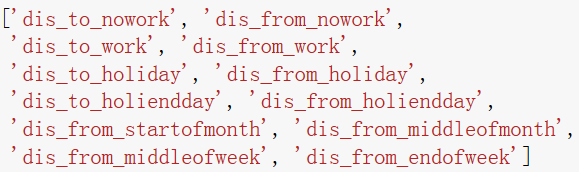 ['dis_to_nowork', 'dis_from_nowork',
'dis_to_work', 'dis_from_work',
'dis_to_holiday', 'dis_from_holiday',
'dis_to_holiendday', 'dis_from_holiendday',
'dis_from_startofmonth', 'dis_from_middleofmonth',
'dis_from_middleofweek', 'dis_from_endofweek']